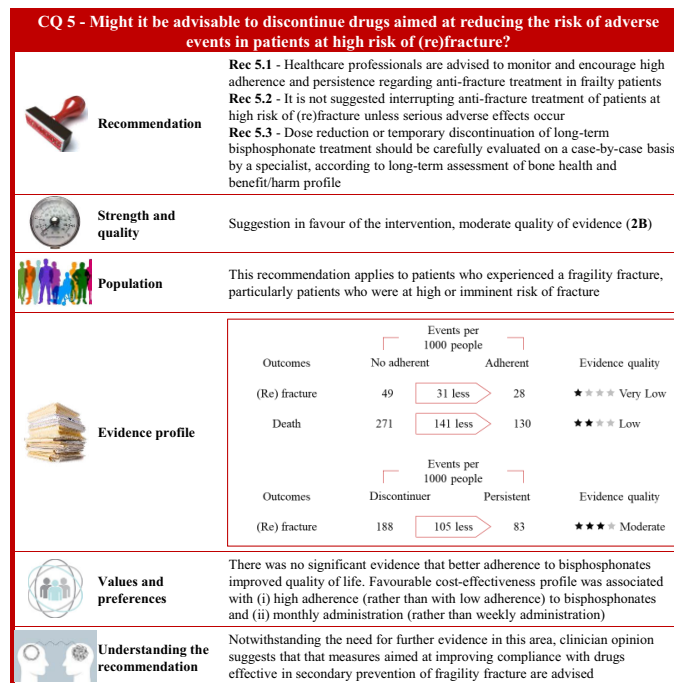 CQ 5 - Might it be advisable to discontinue drugs aimed at reducing the risk of adverse
events in patients at high risk of (re)fracture?
Recommendation
Rec 5.1 - Healthcare professionals are advised to monitor and encourage high
adherence and persistence regarding anti-fracture treatment in frailty patients
Rec 5.2 - It is not suggested interrupting anti-fracture treatment of patients at
high risk of (re)fracture unless serious adverse effects occur
Rec 5.3 - Dose reduction or temporary discontinuation of long-term
bisphosphonate treatment should be carefully evaluated on a case-by-case basis
by a specialist, according to long-term assessment of bone health and
benefit/harm profile
Strength and
quality
Suggestion in favour of the intervention, moderate quality of evidence (2B)
Population
This recommendation applies to patients who experienced a fragility fracture,
particularly patients who were at high or imminent risk of fracture
Evidence profile
Events per
1000 people
Outcomes No adherent Adherent Evidence quality
(Re) fracture 49 31 less 28 ★★★★ Very Low
Death 271 141 less 130 ★★★★ Low
Events per
1000 people
Outcomes Discontinuer Persistent Evidence quality
(Re) fracture 188 105 less 83 ★★★★ Moderate
Values and
preferences
There was no significant evidence that better adherence to bisphosphonates
improved quality of life. Favourable cost-effectiveness profile was associated
with (i) high adherence (rather than with low adherence) to bisphosphonates
and (ii) monthly administration (rather than weekly administration)
Understanding the
recommendation
Notwithstanding the need for further evidence in this area, clinician opinion
suggests that that measures aimed at improving compliance with drugs
effective in secondary prevention of fragility fracture are advised